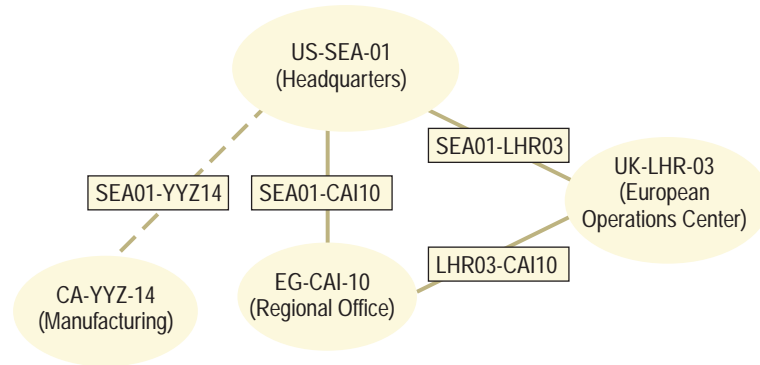 US-SEA-01
(Headquarters)
SEA01-LHR03
UK-LHR-03
(European
Operations Center)
SEA01-YYZ14
SEA01-CAI10
LHR03-CAI10
CA-YYZ-14
(Manufacturing)
EG-CAI-10
(Regional Office)